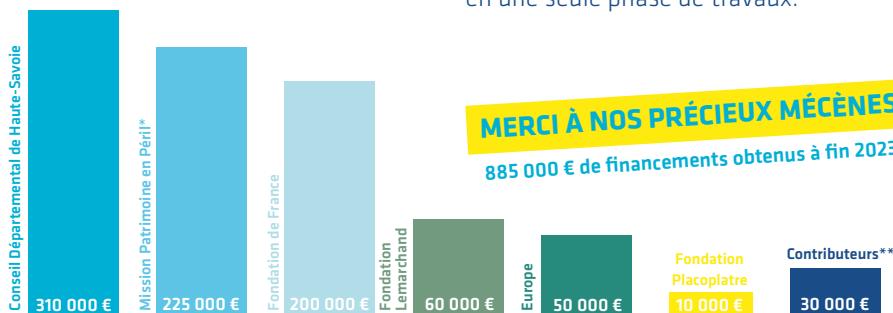 en une seule phase de travaux.
MERCI À NOS PRÉCIEUX MÉCÈNES
885 000 € de financements obtenus à fin 2023
Conseil Départemental de Haute-Savoie
310 000 €
Mission Patrimoine en Péril*
225 000 €
Fondation de France
200 000 €
Fondation
Lemarchand
60 000 €
Europe
50 000 €
Fondation
Placoplatre
10 000 €
Contributeurs**
30 000 €